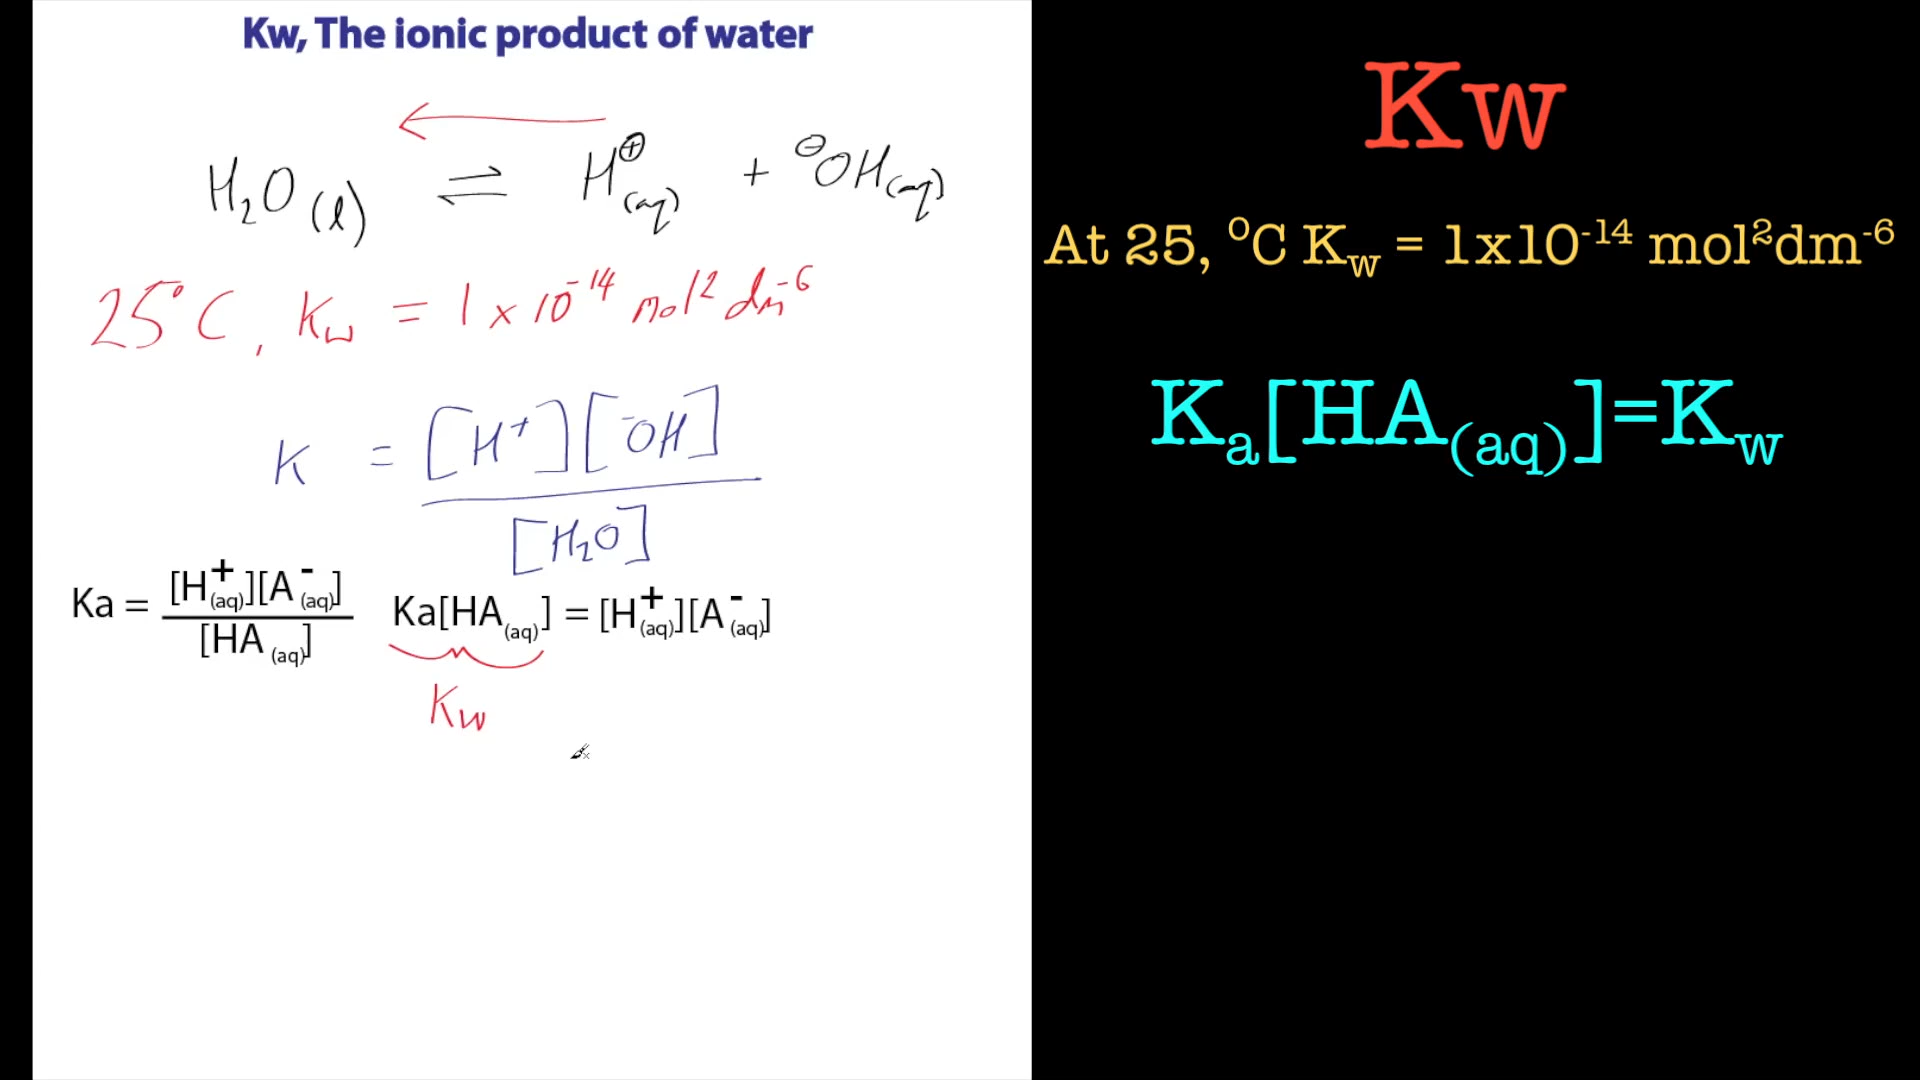 Kw, The ionic product of water
H₂O (l) ⇌ H⊕(aq) + ⊖OH(aq)
25°C, Kw = 1 x 10⁻¹⁴ mol² dm⁻⁶
K = [H⁺][⁻OH]
[H₂O]
Ka = [H⁺(aq)][A⁻(aq)]
[HA (aq)]
Ka[HA(aq)] = [H⁺(aq)][A⁻(aq)]
Kw
Kw
At 25, ⁰C Kw = 1x10⁻¹⁴ mol²dm⁻⁶
Ka[HA(aq)]=Kw